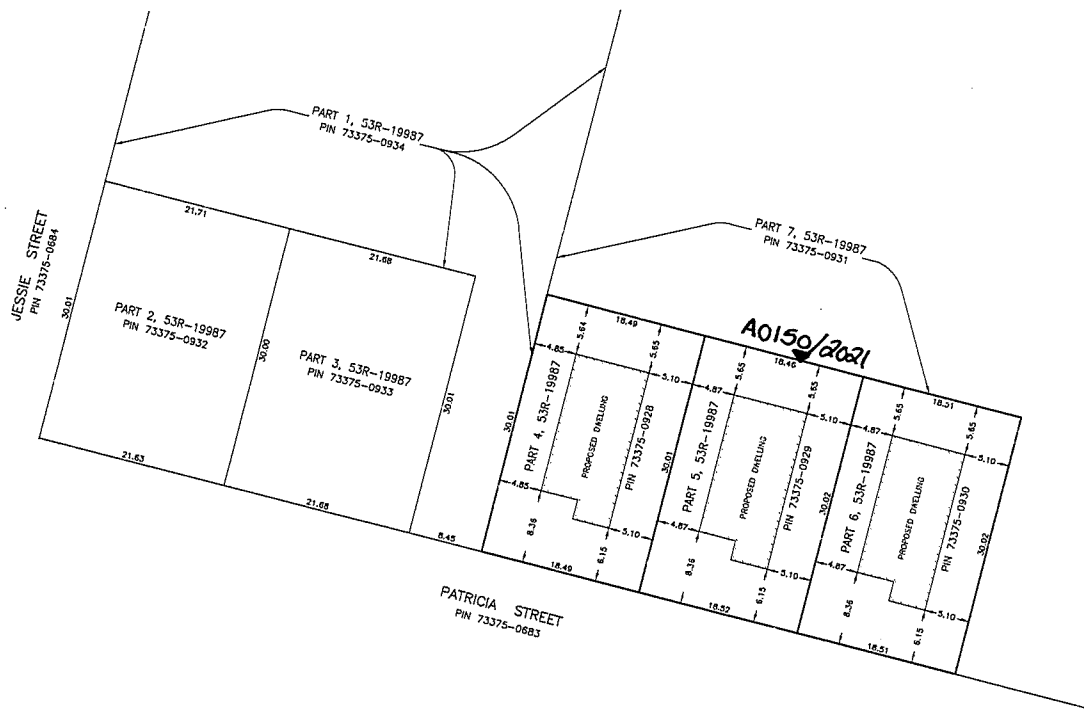 PART 1, 53R-19987
PIN 73375-0934
JESSIE STREET
PIN 73375-0684
21.71
21.68
30.01
PART 2, 53R-19987
PIN 73375-0932
30.00
PART 3, 53R-19987
PIN 73375-0933
30.01
21.63
21.68
8.45
PART 7, 53R-19987
PIN 73375-0931
A0150/2021
18.49
5.64
5.65
4.85
5.10
30.01
PART 4, 53R-19987
PROPOSED DWELLING
PIN 73375-0928
4.85
5.10
8.36
6.15
18.49
18.46
5.65
5.65
4.87
5.10
30.01
PART 5, 53R-19987
PROPOSED DWELLING
PIN 73375-0929
4.87
5.10
8.36
6.15
18.52
18.51
5.65
5.65
4.87
5.10
30.02
PART 6, 53R-19987
PROPOSED DWELLING
PIN 73375-0930
30.02
4.87
5.10
8.36
6.15
18.51
PATRICIA STREET
PIN 73375-0683